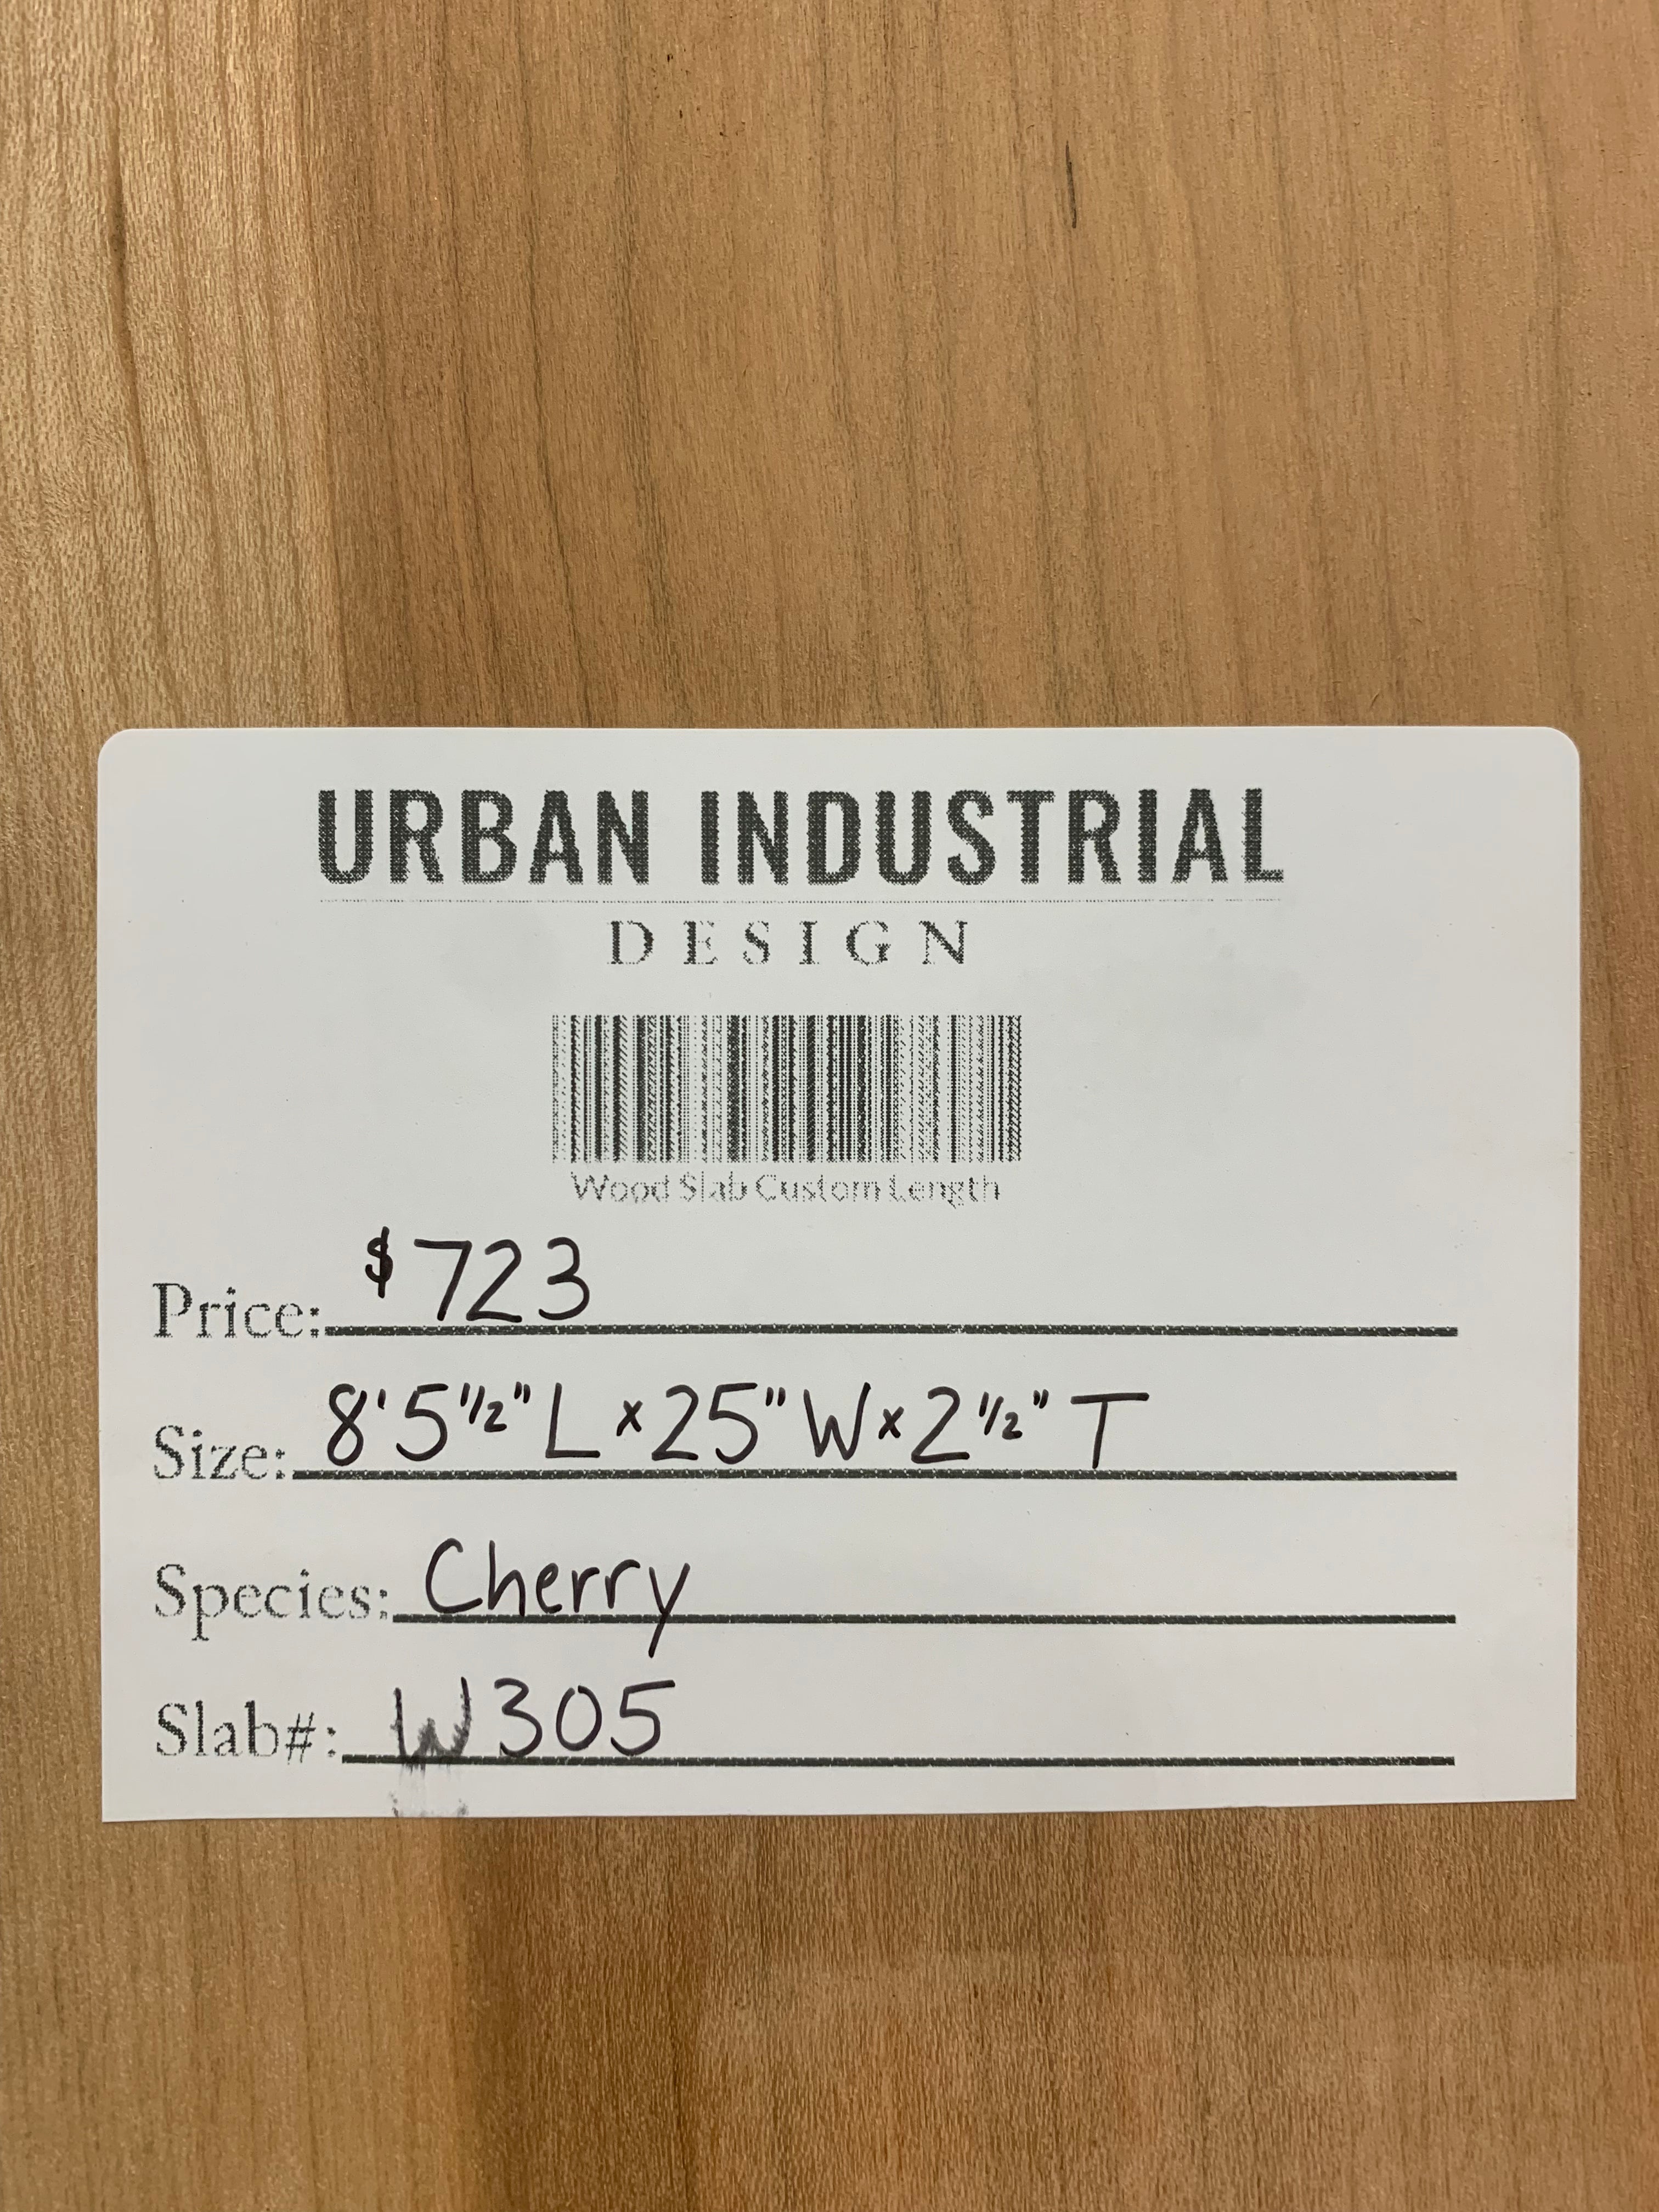 URBAN INDUSTRIAL
DESIGN
Wood Slab Custom Length
Price: $723
Size: 8'5½" L x 25" W x 2½" T
Species: Cherry
Slab#: W305